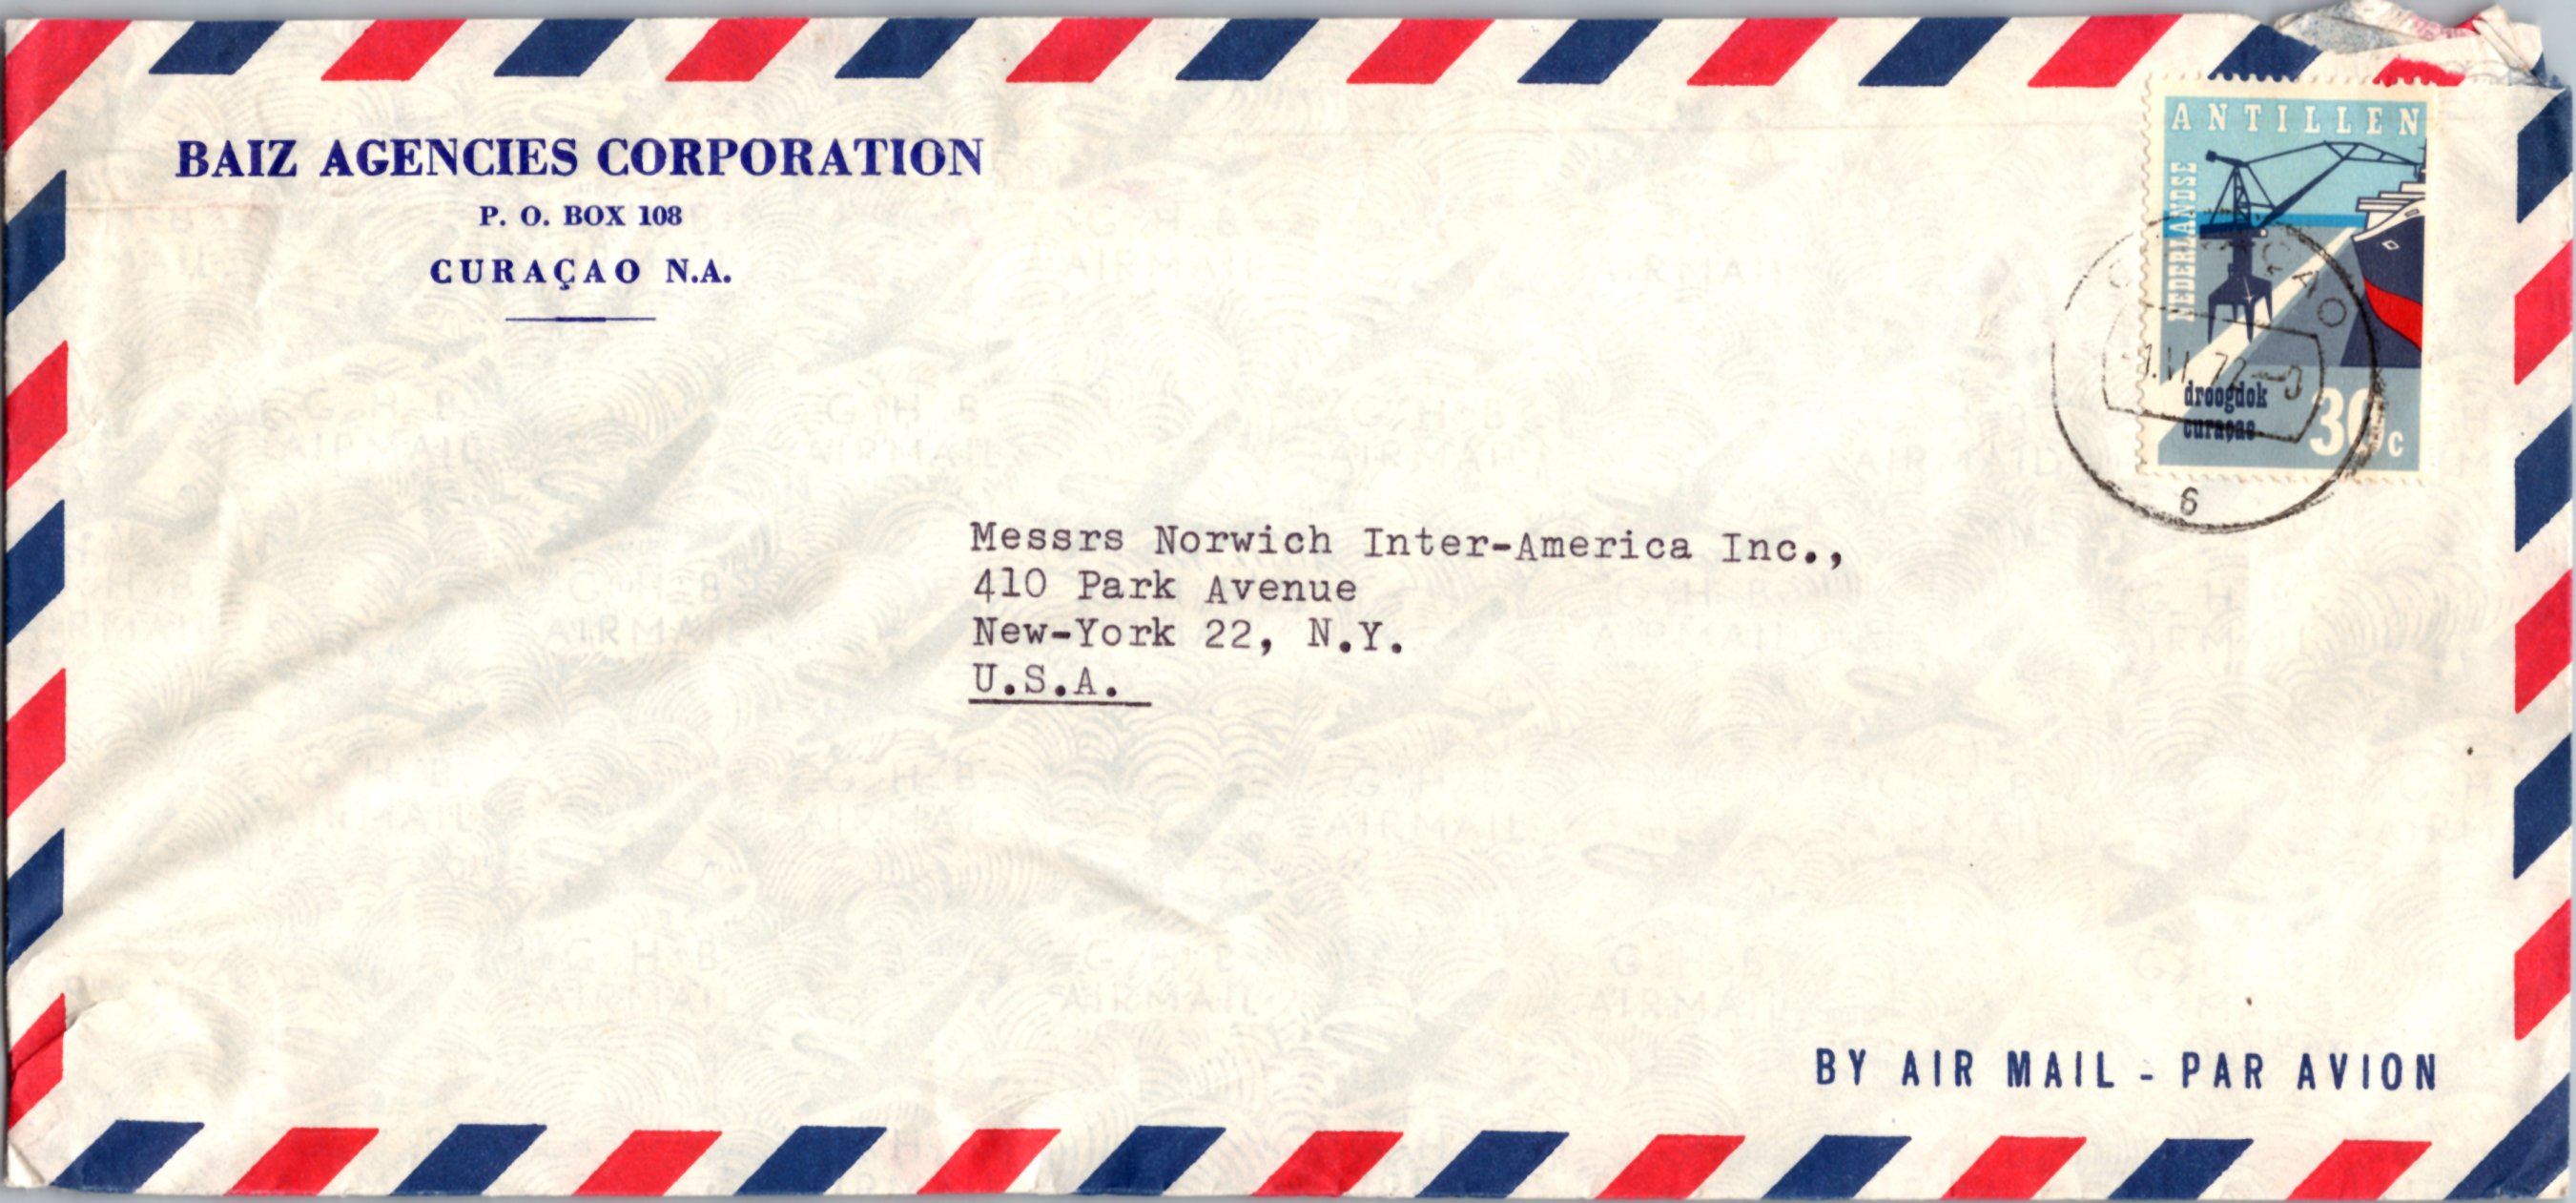 BAIZ AGENCIES CORPORATION
P. O. BOX 108
CURAÇAO N.A.
ANTILLEN
NEDERLANDSE
droogdok
curaçao
30c
6
Messrs Norwich Inter-America Inc.,
410 Park Avenue
New-York 22, N.Y.
U.S.A.
BY AIR MAIL - PAR AVION